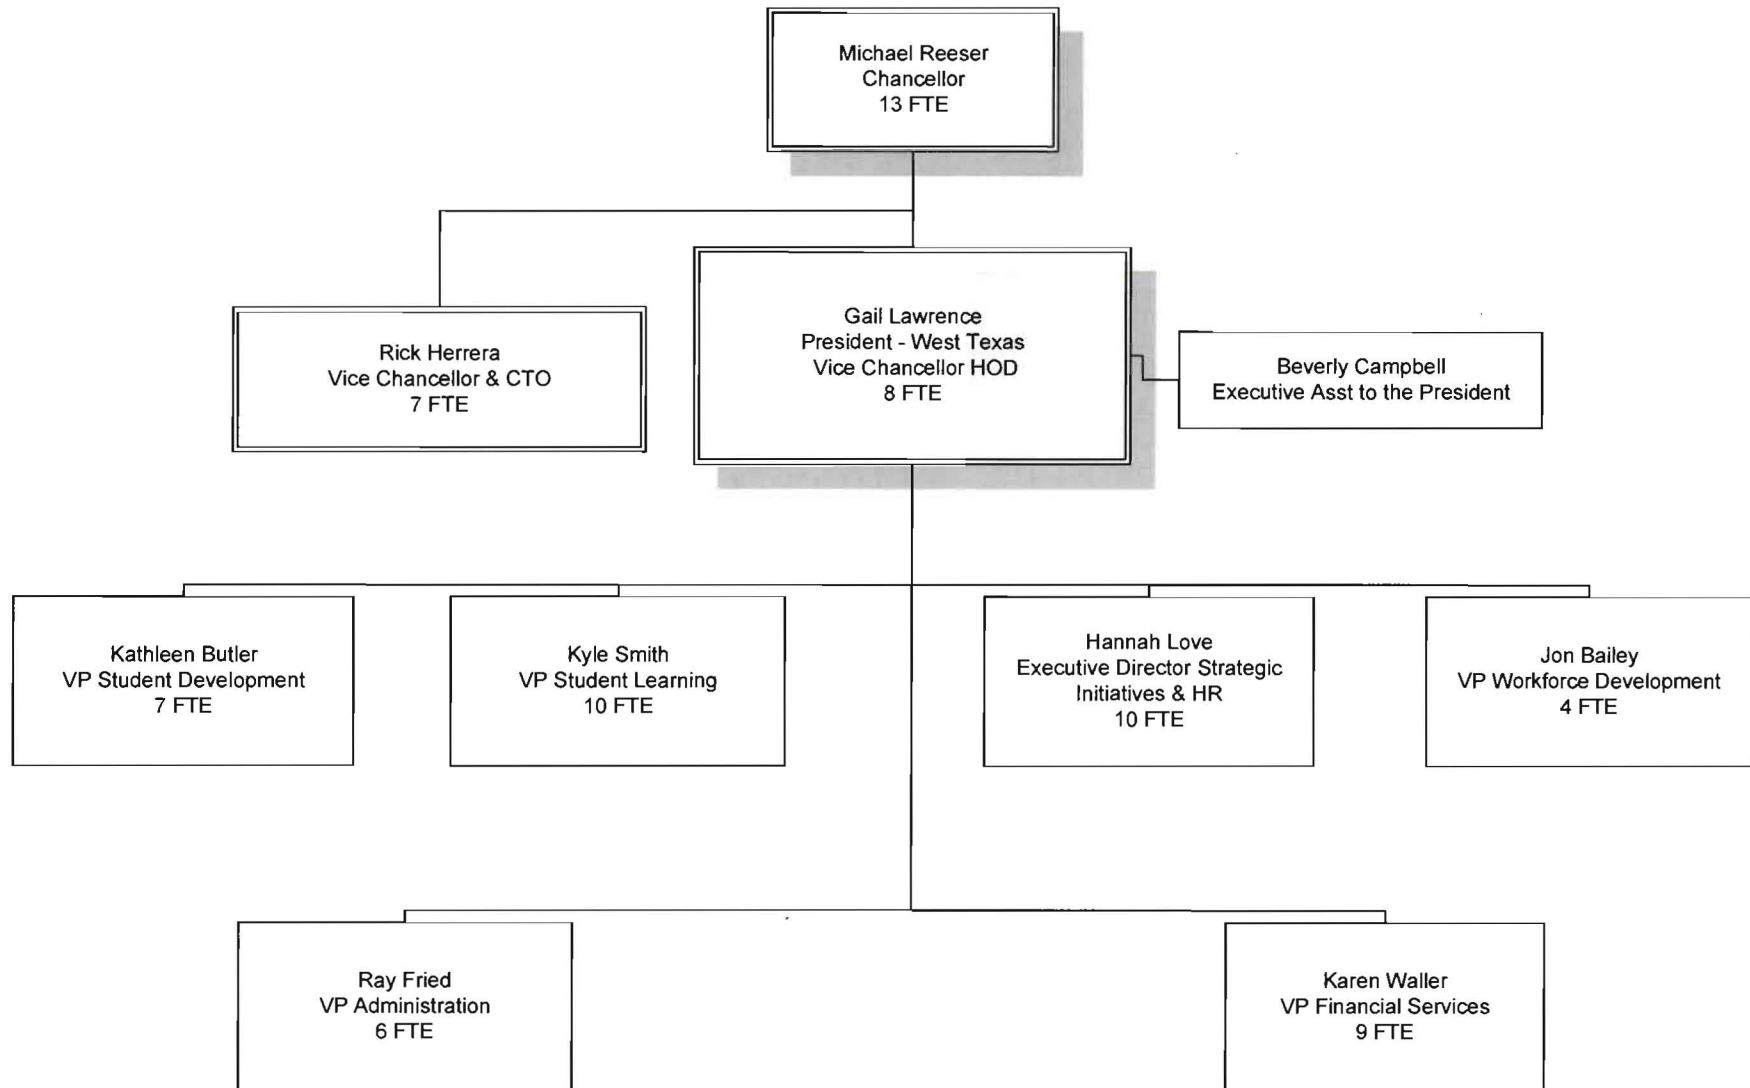 Michael Reeser
Chancellor
13 FTE
Rick Herrera
Vice Chancellor & CTO
7 FTE
Gail Lawrence
President - West Texas
Vice Chancellor HOD
8 FTE
Beverly Campbell
Executive Asst to the President
Kathleen Butler
VP Student Development
7 FTE
Kyle Smith
VP Student Learning
10 FTE
Hannah Love
Executive Director Strategic
Initiatives & HR
10 FTE
Jon Bailey
VP Workforce Development
4 FTE
Ray Fried
VP Administration
6 FTE
Karen Waller
VP Financial Services
9 FTE